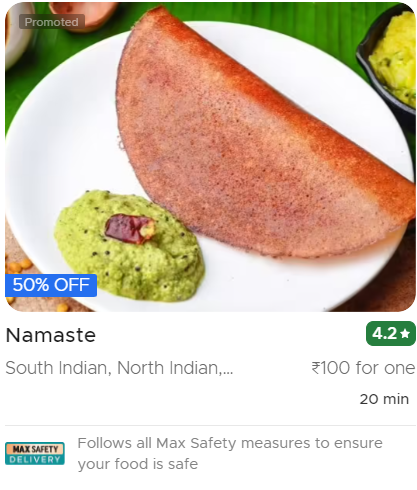 Promoted
50% OFF
Namaste
4.2★
South Indian, North Indian,...
₹100 for one
20 min
MAX SAFETY
DELIVERY
Follows all Max Safety measures to ensure
your food is safe